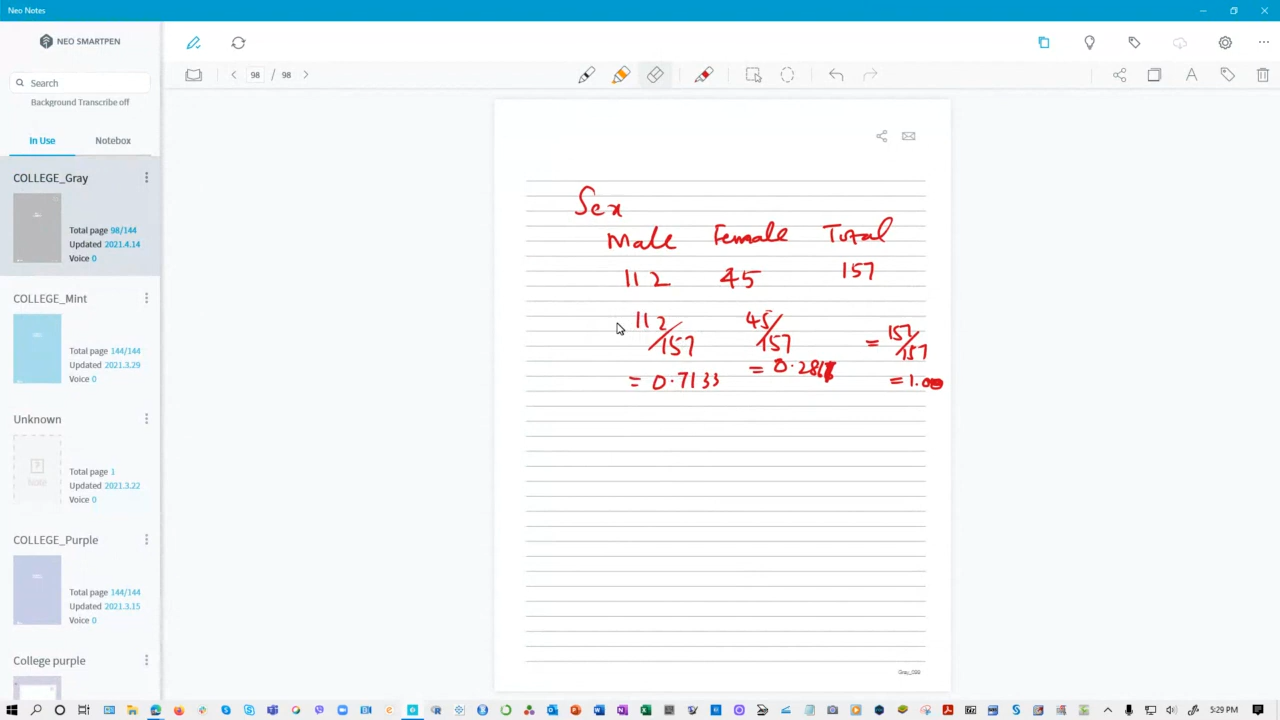 Neo Notes
NEO SMARTPEN
Search
Background Transcribe off
In Use Notebox
COLLEGE_Gray
Total page 98/144
Updated 2021.4.14
Voice 0
COLLEGE_Mint
Total page 144/144
Updated 2021.3.29
Voice 0
Unknown
Note
Total page 1
Updated 2021.3.22
Voice 0
COLLEGE_Purple
Total page 144/144
Updated 2021.3.15
Voice 0
College purple
98 / 98
Sex
Male Female Total
112 45 157
112/157 45/157 = 157/157
= 0.7133 = 1.00
Gray_098
5:29 PM